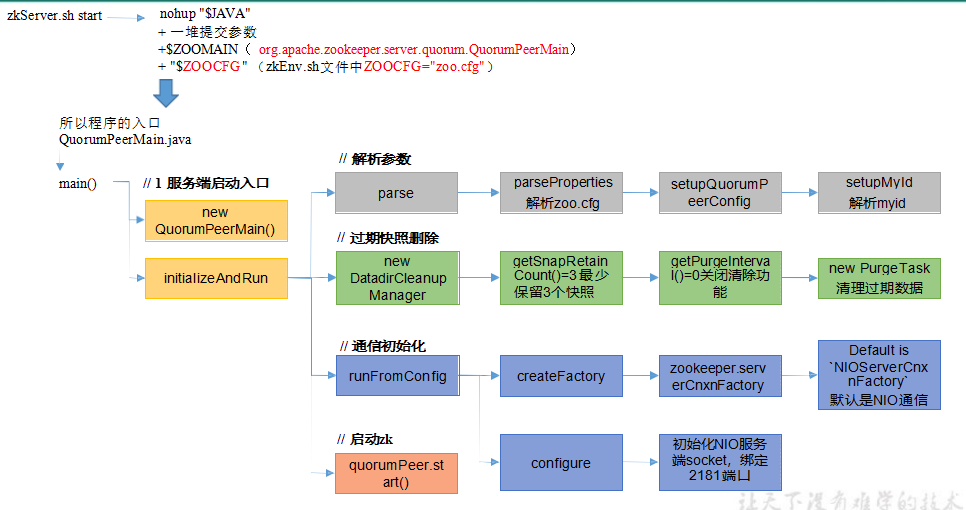 zkServer.sh start
nohup "$JAVA"
+ 一堆提交参数
+$ZOOMAIN（ org.apache.zookeeper.server.quorum.QuorumPeerMain）
+ "$ZOOCFG" （zkEnv.sh文件中ZOOCFG="zoo.cfg"）
所以程序的入口
QuorumPeerMain.java
main()
// 1 服务端启动入口
new
QuorumPeerMain()
initializeAndRun
// 解析参数
parse
parseProperties
解析zoo.cfg
setupQuorumP
eerConfig
setupMyId
解析myid
// 过期快照删除
new
DatadirCleanup
Manager
getSnapRetain
Count()=3最少
保留3个快照
getPurgeInterva
l()=0关闭清除功
能
new PurgeTask
清理过期数据
// 通信初始化
runFromConfig
createFactory
zookeeper.serv
erCnxnFactory
Default is
`NIOServerCnx
nFactory`
默认是NIO通信
// 启动zk
quorumPeer.st
art()
configure
初始化NIO服务
端socket，绑定
2181端口
让天下没有难学的技术